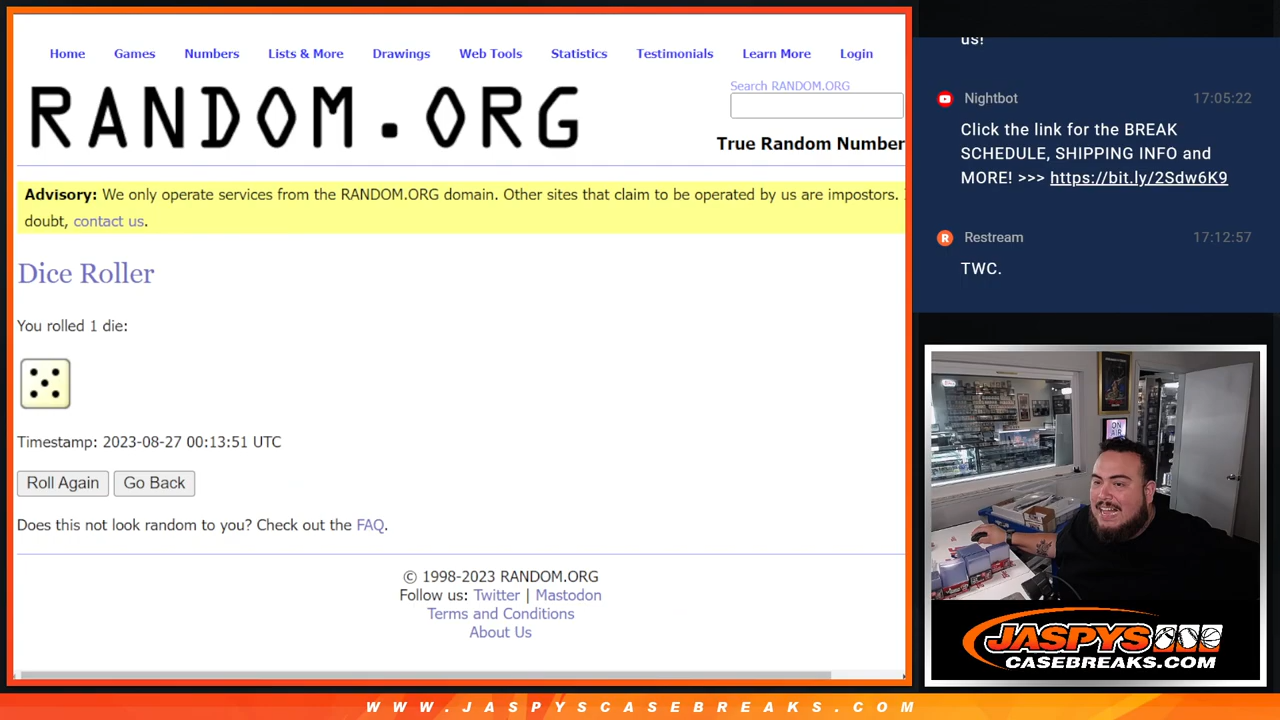 Home Games Numbers Lists & More Drawings Web Tools Statistics Testimonials Learn More Login
RANDOM.ORG
Search RANDOM.ORG
True Random Number
Advisory: We only operate services from the RANDOM.ORG domain. Other sites that claim to be operated by us are impostors.
doubt, contact us.
Dice Roller
You rolled 1 die:
Timestamp: 2023-08-27 00:13:51 UTC
Roll Again Go Back
Does this not look random to you? Check out the FAQ.
© 1998-2023 RANDOM.ORG
Follow us: Twitter | Mastodon
Terms and Conditions
About Us
us!
Nightbot 17:05:22
Click the link for the BREAK
SCHEDULE, SHIPPING INFO and
MORE! >>> https://bit.ly/2Sdw6K9
R Restream 17:12:57
TWC.
ON
AIR
JASPYS
CASEBREAKS.COM
WWW.JASPYSCASEBREAKS.COM